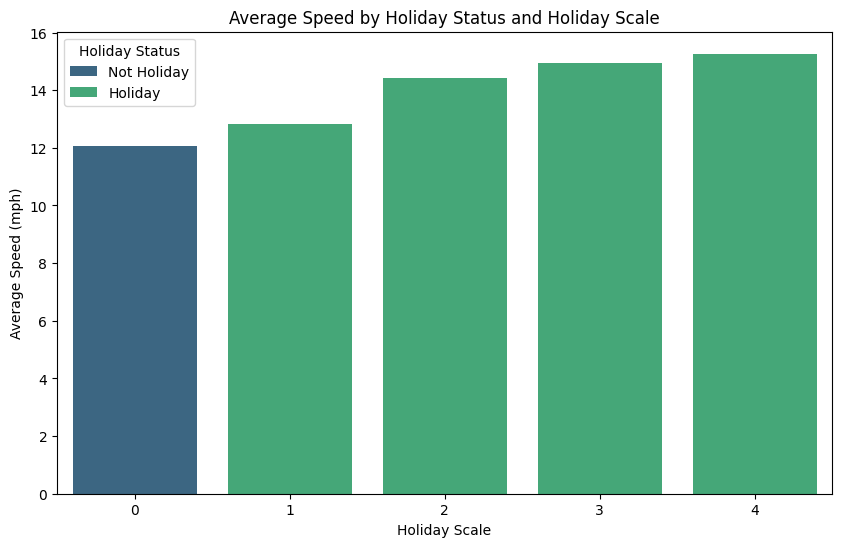 Average Speed by Holiday Status and Holiday Scale
Holiday Status
Not Holiday
Holiday
Average Speed (mph)
16
14
12
10
8
6
4
2
0
0 1 2 3 4
Holiday Scale